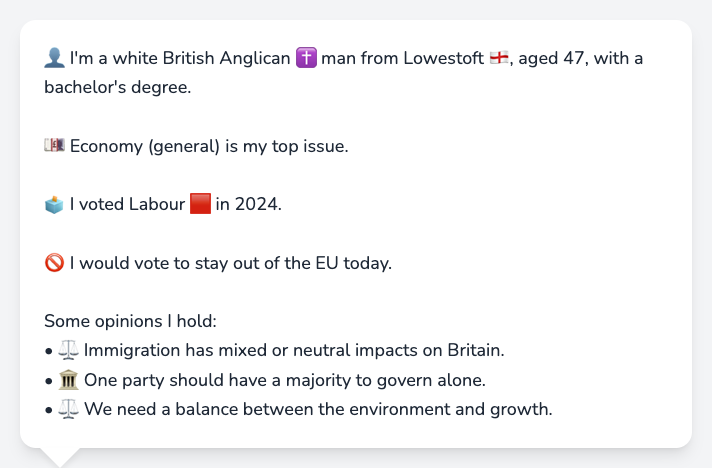 👤 I'm a white British Anglican ✝️ man from Lowestoft 🏴󠁧󠁢󠁥󠁮󠁧󠁿, aged 47, with a
bachelor's degree.
💷 Economy (general) is my top issue.
🗳️ I voted Labour 🟥 in 2024.
🚫 I would vote to stay out of the EU today.
Some opinions I hold:
• ⚖️ Immigration has mixed or neutral impacts on Britain.
• 🏛️ One party should have a majority to govern alone.
• ⚖️ We need a balance between the environment and growth.